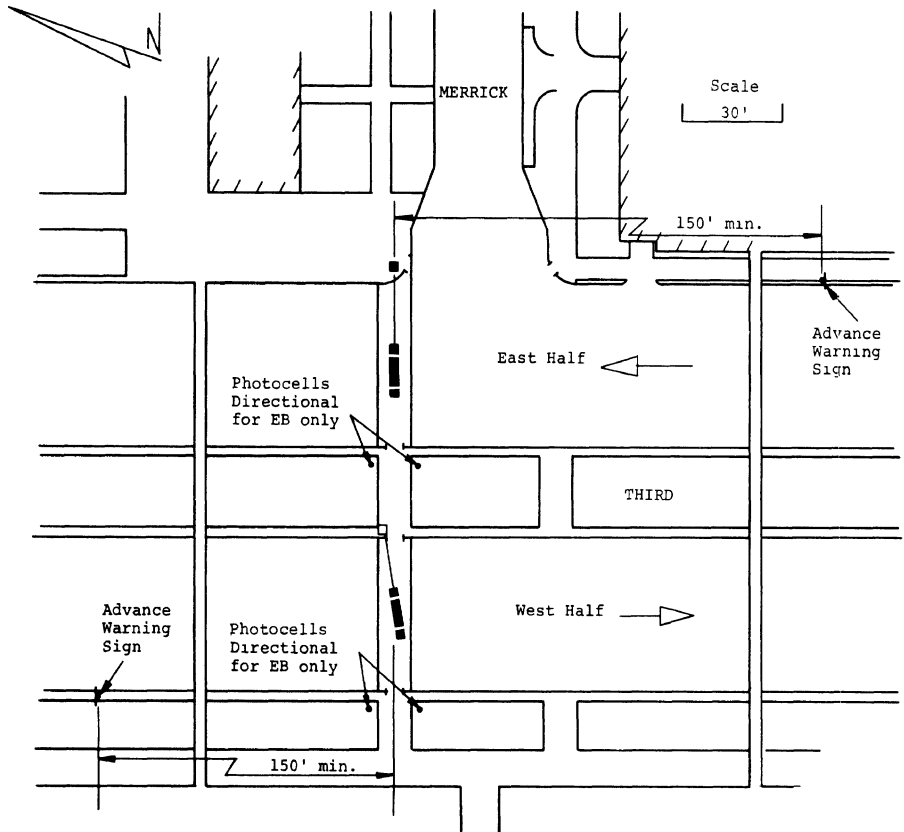 N
MERRICK
Scale
30'
150' min.
Advance
Warning
Sign
East Half
Photocells
Directional
for EB only
THIRD
West Half
Advance
Warning
Sign
Photocells
Directional
for EB only
150' min.